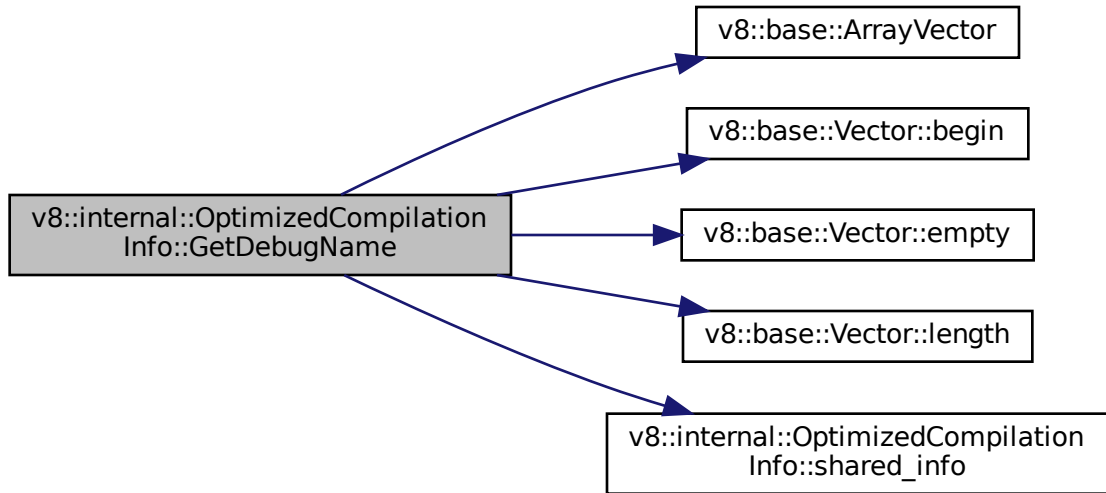 v8::base::ArrayVector
v8::base::Vector::begin
v8::internal::OptimizedCompilation
Info::GetDebugName
v8::base::Vector::empty
v8::base::Vector::length
v8::internal::OptimizedCompilation
Info::shared_info